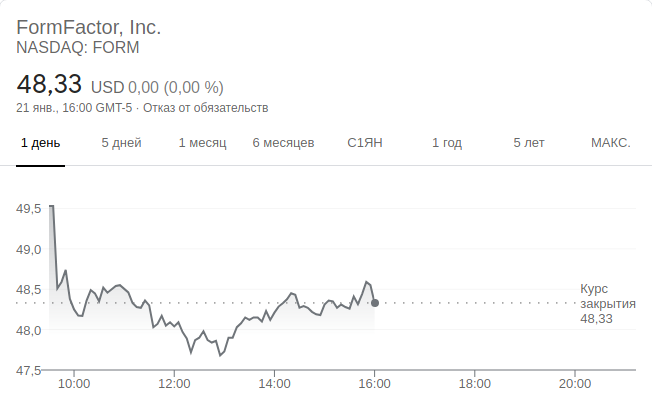 FormFactor, Inc.
NASDAQ: FORM
48,33 USD 0,00 (0,00 %)
21 янв., 16:00 GMT-5 · Отказ от обязательств
1 день 5 дней 1 месяц 6 месяцев С1ЯН 1 год 5 лет МАКС.
49,5
49,0
48,5
48,0
47,5
Курс
закрытия
48,33
10:00 12:00 14:00 16:00 18:00 20:00